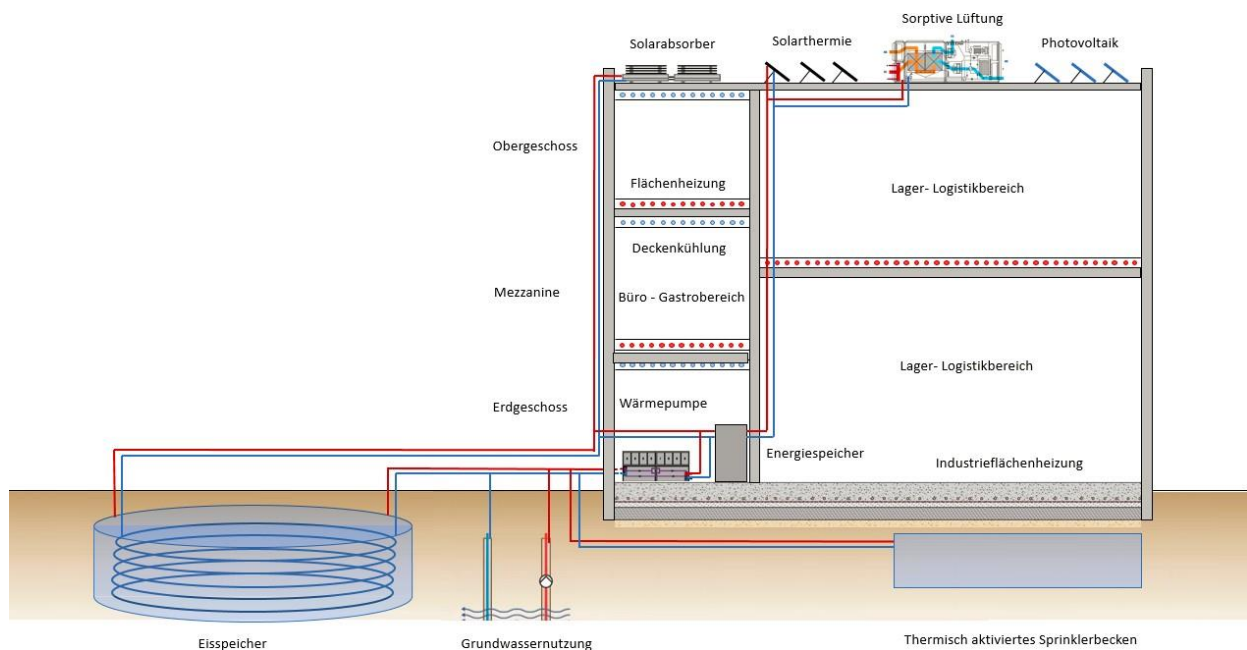 Sorptive Lüftung
Solarabsorber
Solarthermie
Photovoltaik
Obergeschoss
Flächenheizung
Lager- Logistikbereich
Deckenkühlung
Mezzanine
Büro - Gastrobereich
Lager- Logistikbereich
Erdgeschoss
Wärmepumpe
Energiespeicher
Industrieflächenheizung
Eisspeicher
Grundwassernutzung
Thermisch aktiviertes Sprinklerbecken